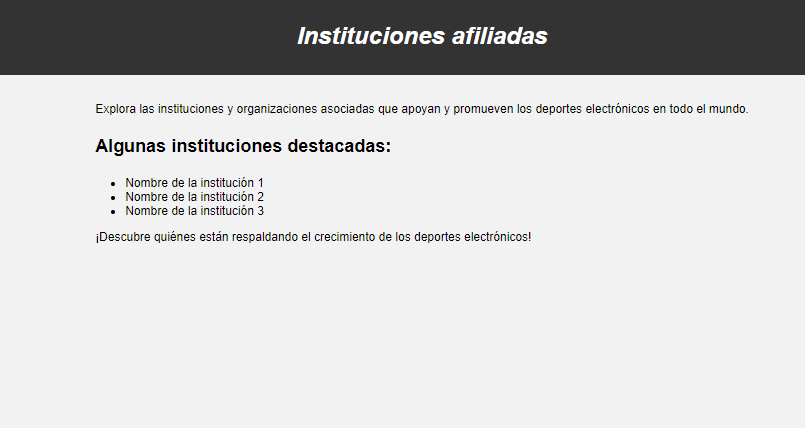 Instituciones afiliadas
Explora las instituciones y organizaciones asociadas que apoyan y promueven los deportes electrónicos en todo el mundo.
Algunas instituciones destacadas:
• Nombre de la institución 1
• Nombre de la institución 2
• Nombre de la institución 3
¡Descubre quiénes están respaldando el crecimiento de los deportes electrónicos!